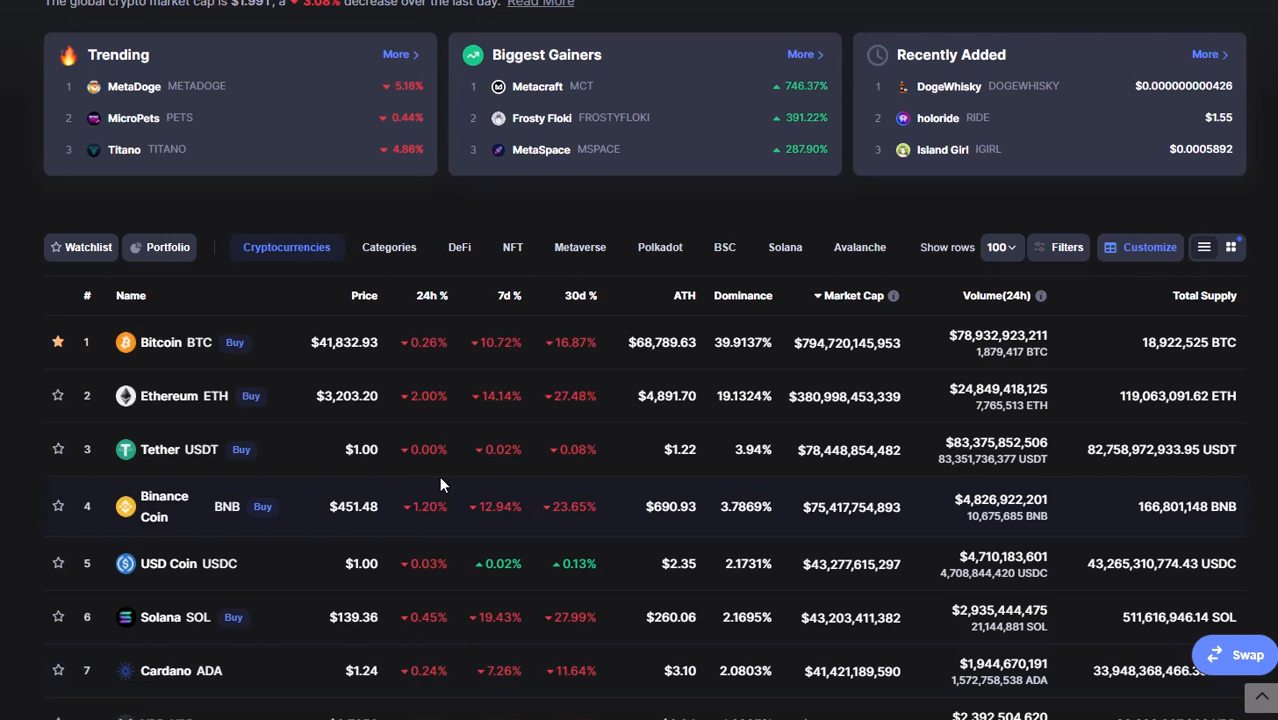 The global crypto market cap is $1.99T, a 3.08% decrease over the last day. Read More
Trending More
1 MetaDoge METADOGE 5.18%
2 MicroPets PETS 0.44%
3 Titano TITANO 4.86%
Biggest Gainers More
1 Metacraft MCT 746.37%
2 Frosty Floki FROSTYFLOKI 391.22%
3 MetaSpace MSPACE 287.90%
Recently Added More
1 DogeWhisky DOGEWHISKY $0.000000000426
2 holoride RIDE $1.55
3 Island Girl IGIRL $0.0005892
Watchlist Portfolio Cryptocurrencies Categories DeFi NFT Metaverse Polkadot BSC Solana Avalanche Show rows 100 Filters Customize
# Name Price 24h % 7d % 30d % ATH Dominance Market Cap Volume(24h) Total Supply
1 Bitcoin BTC Buy $41,832.93 0.26% 10.72% 16.87% $68,789.63 39.9137% $794,720,145,953 $78,932,923,211 18,922,525 BTC
1,879,417 BTC
2 Ethereum ETH Buy $3,203.20 2.00% 14.14% 27.48% $4,891.70 19.1324% $380,998,453,339 $24,849,418,125 119,063,091.62 ETH
7,765,513 ETH
3 Tether USDT Buy $1.00 0.00% 0.02% 0.08% $1.22 3.94% $78,448,854,482 $83,375,852,506 82,758,972,933.95 USDT
83,351,736,377 USDT
4 Binance Coin BNB Buy $451.48 1.20% 12.94% 23.65% $690.93 3.7869% $75,417,754,893 $4,826,922,201 166,801,148 BNB
10,675,685 BNB
5 USD Coin USDC $1.00 0.03% 0.02% 0.13% $2.35 2.1731% $43,277,615,297 $4,710,183,601 43,265,310,774.43 USDC
4,708,844,420 USDC
6 Solana SOL Buy $139.36 0.45% 19.43% 27.99% $260.06 2.1695% $43,203,411,382 $2,935,444,475 511,616,946.14 SOL
21,144,881 SOL
Swap
7 Cardano ADA $1.24 0.24% 7.26% 11.64% $3.10 2.0803% $41,421,189,590 $1,944,670,191 33,948,368,466.3
1,572,758,538 ADA
$2,392,504,620